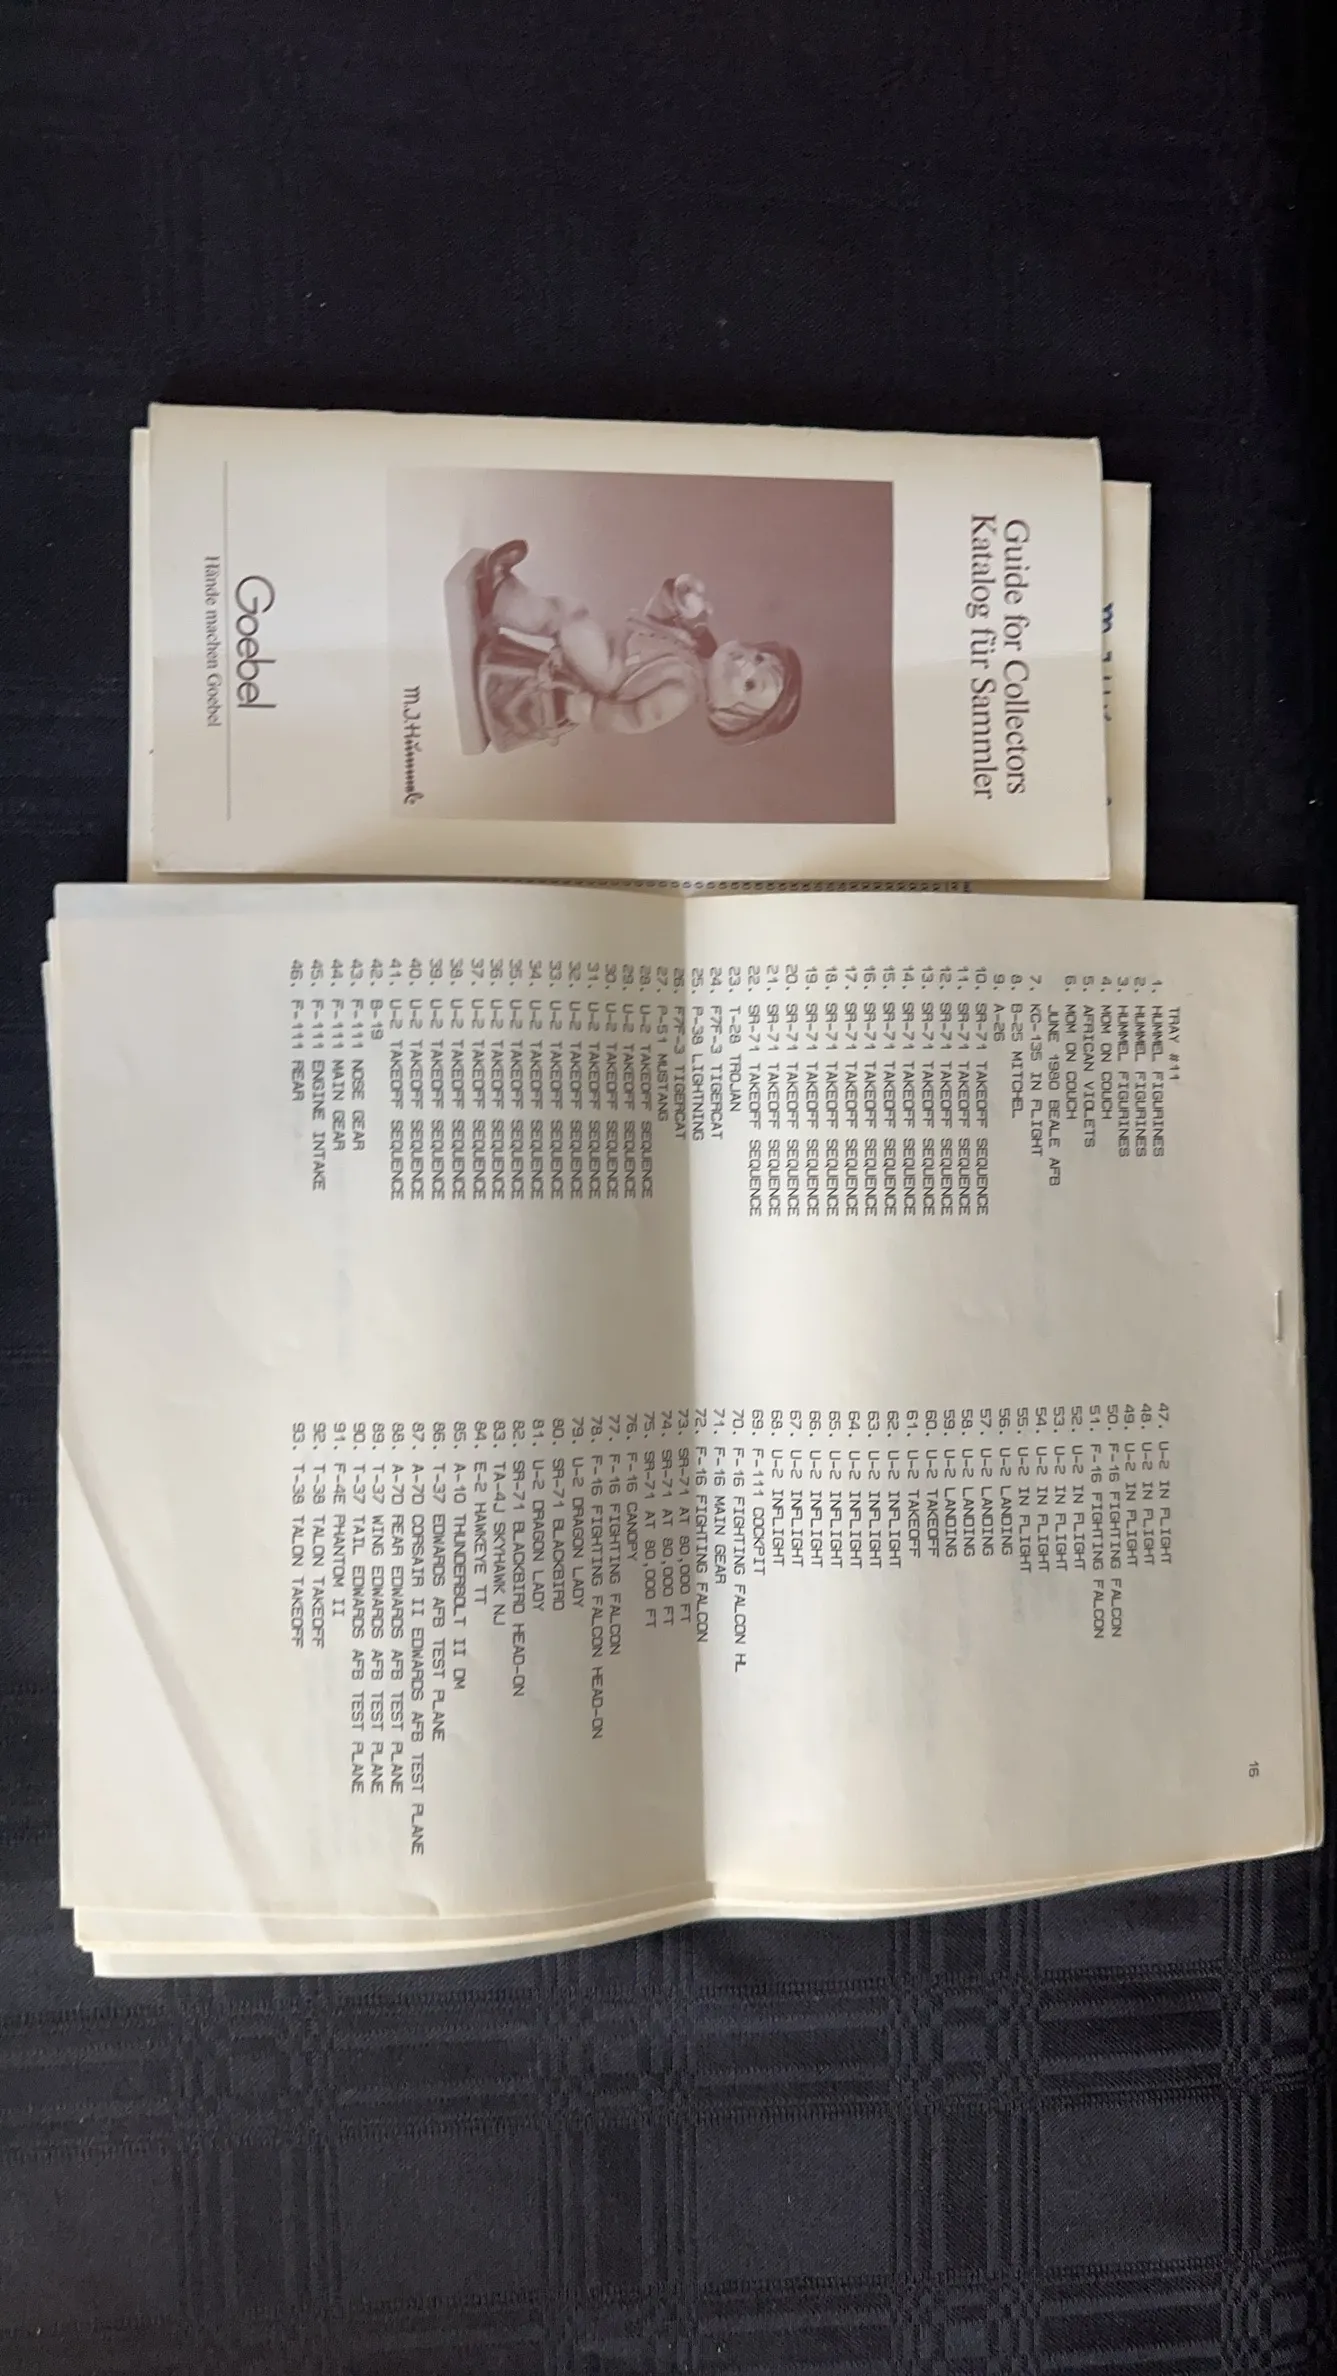 Guide for Collectors
Katalog für Sammler
M.J.Hummel
Goebel
Hände machen Goebel
16
TRAY #11
1. HUMMEL FIGURINES
2. HUMMEL FIGURINES
3. HUMMEL FIGURINES
4. MOM ON COUCH
5. AFRICAN VIOLETS
6. MOM ON COUCH
JUNE 1980 BEALE AFB
7. KC-135 IN FLIGHT
8. B-25 MITCHEL
9. A-26
10. SR-71 TAKEOFF SEQUENCE
11. SR-71 TAKEOFF SEQUENCE
12. SR-71 TAKEOFF SEQUENCE
13. SR-71 TAKEOFF SEQUENCE
14. SR-71 TAKEOFF SEQUENCE
15. SR-71 TAKEOFF SEQUENCE
16. SR-71 TAKEOFF SEQUENCE
17. SR-71 TAKEOFF SEQUENCE
18. SR-71 TAKEOFF SEQUENCE
19. SR-71 TAKEOFF SEQUENCE
20. SR-71 TAKEOFF SEQUENCE
21. SR-71 TAKEOFF SEQUENCE
22. SR-71 TAKEOFF SEQUENCE
23. T-28 TROJAN
24. F7F-3 TIGERCAT
25. P-38 LIGHTNING
26. F7F-3 TIGERCAT
27. P-51 MUSTANG
28. U-2 TAKEOFF SEQUENCE
29. U-2 TAKEOFF SEQUENCE
30. U-2 TAKEOFF SEQUENCE
31. U-2 TAKEOFF SEQUENCE
32. U-2 TAKEOFF SEQUENCE
33. U-2 TAKEOFF SEQUENCE
34. U-2 TAKEOFF SEQUENCE
35. U-2 TAKEOFF SEQUENCE
36. U-2 TAKEOFF SEQUENCE
37. U-2 TAKEOFF SEQUENCE
38. U-2 TAKEOFF SEQUENCE
39. U-2 TAKEOFF SEQUENCE
40. U-2 TAKEOFF SEQUENCE
41. U-2 TAKEOFF SEQUENCE
42. B-19
43. F-111 NOSE GEAR
44. F-111 MAIN GEAR
45. F-111 ENGINE INTAKE
46. F-111 REAR
47. U-2 IN FLIGHT
48. U-2 IN FLIGHT
49. U-2 IN FLIGHT
50. F-16 FIGHTING FALCON
51. F-16 FIGHTING FALCON
52. U-2 IN FLIGHT
53. U-2 IN FLIGHT
54. U-2 IN FLIGHT
55. U-2 IN FLIGHT
56. U-2 LANDING
57. U-2 LANDING
58. U-2 LANDING
59. U-2 LANDING
60. U-2 TAKEOFF
61. U-2 TAKEOFF
62. U-2 INFLIGHT
63. U-2 INFLIGHT
64. U-2 INFLIGHT
65. U-2 INFLIGHT
66. U-2 INFLIGHT
67. U-2 INFLIGHT
68. U-2 INFLIGHT
69. F-111 COCKPIT
70. F-16 FIGHTING FALCON HL
71. F-16 MAIN GEAR
72. F-16 FIGHTING FALCON
73. SR-71 AT 80,000 FT
74. SR-71 AT 80,000 FT
75. SR-71 AT 80,000 FT
76. F-16 CANOPY
77. F-16 FIGHTING FALCON
78. F-16 FIGHTING FALCON HEAD-ON
79. U-2 DRAGON LADY
80. SR-71 BLACKBIRD
81. U-2 DRAGON LADY
82. SR-71 BLACKBIRD HEAD-ON
83. TA-4J SKYHAWK NJ
84. E-2 HAWKEYE TT
85. A-10 THUNDERBOLT II DM
86. T-37 EDWARDS AFB TEST PLANE
87. A-7D CORSAIR II EDWARDS AFB TEST PLANE
88. A-7D REAR EDWARDS AFB TEST PLANE
89. T-37 WING EDWARDS AFB TEST PLANE
90. T-37 TAIL EDWARDS AFB TEST PLANE
91. F-4E PHANTOM II
92. T-38 TALON TAKEOFF
93. T-38 TALON TAKEOFF